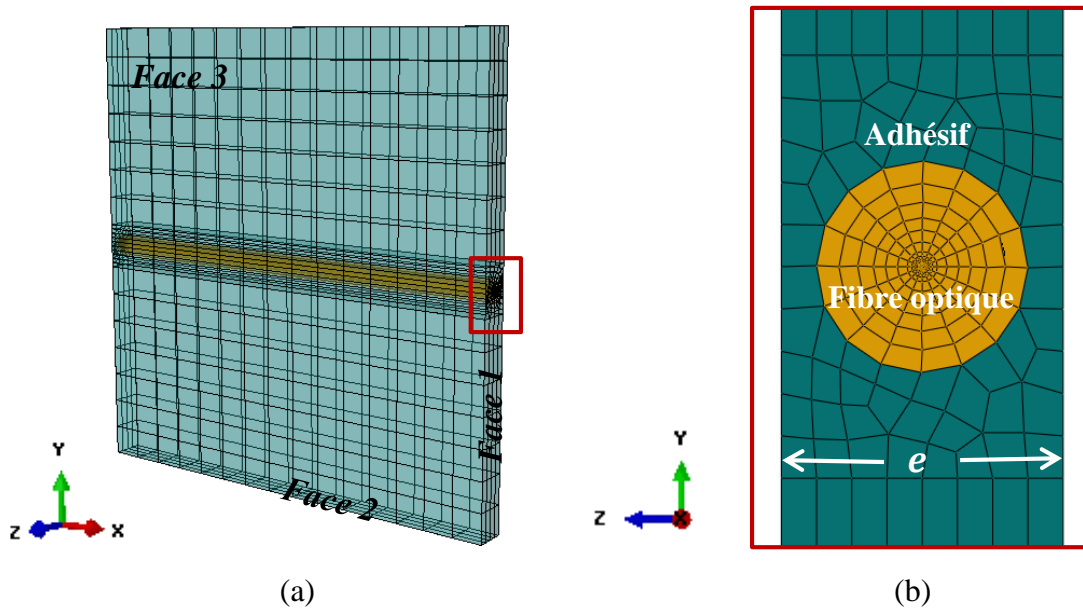 Face 3
Adhésif
Fibre optique
Face 1
e
Face 2
Y
Z
X
Y
Z
X
(a)
(b)